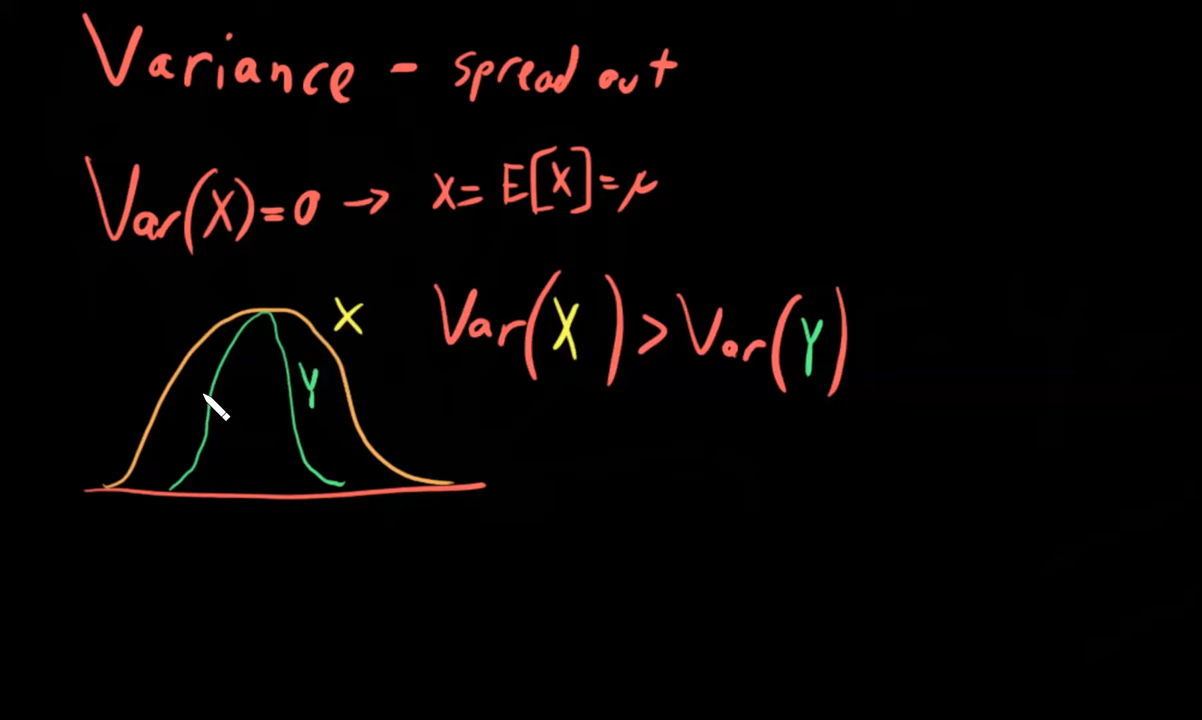 Variance - spread out
Var(X)=0 → x= E[X]=μ
X
Var(X) > Var(Y)
Y